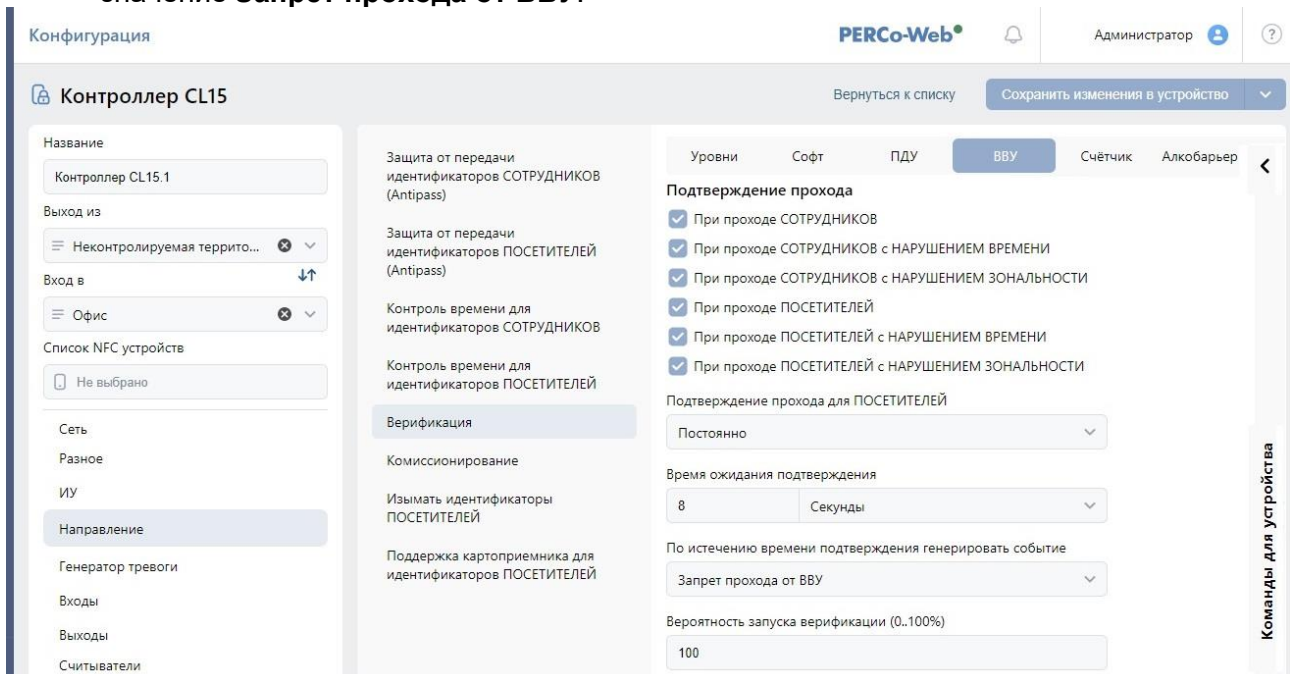 значение Запрет прохода от ВВУ.
Конфигурация
PERCo-Web
Администратор
?
Контроллер CL15
Вернуться к списку
Сохранить изменения в устройство
Название
Контроллер CL15.1
Выход из
Неконтролируемая террито...
Вход в
Офис
Список NFC устройств
Не выбрано
Сеть
Разное
ИУ
Направление
Генератор тревоги
Входы
Выходы
Считыватели
Защита от передачи
идентификаторов СОТРУДНИКОВ
(Antipass)
Защита от передачи
идентификаторов ПОСЕТИТЕЛЕЙ
(Antipass)
Контроль времени для
идентификаторов СОТРУДНИКОВ
Контроль времени для
идентификаторов ПОСЕТИТЕЛЕЙ
Верификация
Комиссионирование
Изымать идентификаторы
ПОСЕТИТЕЛЕЙ
Поддержка картоприемника для
идентификаторов ПОСЕТИТЕЛЕЙ
Уровни Софт ПДУ ВВУ Счётчик Алкобарьер
Подтверждение прохода
При проходе СОТРУДНИКОВ
При проходе СОТРУДНИКОВ с НАРУШЕНИЕМ ВРЕМЕНИ
При проходе СОТРУДНИКОВ с НАРУШЕНИЕМ ЗОНАЛЬНОСТИ
При проходе ПОСЕТИТЕЛЕЙ
При проходе ПОСЕТИТЕЛЕЙ с НАРУШЕНИЕМ ВРЕМЕНИ
При проходе ПОСЕТИТЕЛЕЙ с НАРУШЕНИЕМ ЗОНАЛЬНОСТИ
Подтверждение прохода для ПОСЕТИТЕЛЕЙ
Постоянно
Время ожидания подтверждения
8 Секунды
По истечению времени подтверждения генерировать событие
Запрет прохода от ВВУ
Вероятность запуска верификации (0..100%)
100
Команды для устройства